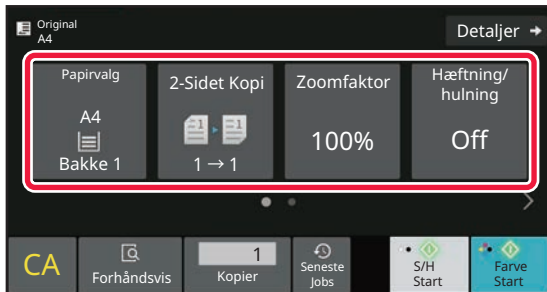 Original
A4
Detaljer
Papirvalg
A4
Bakke 1
2-Sidet Kopi
1 → 1
Zoomfaktor
100%
Hæftning/
hulning
Off
CA
Forhåndsvis
1
Kopier
Seneste
Jobs
S/H
Start
Farve
Start